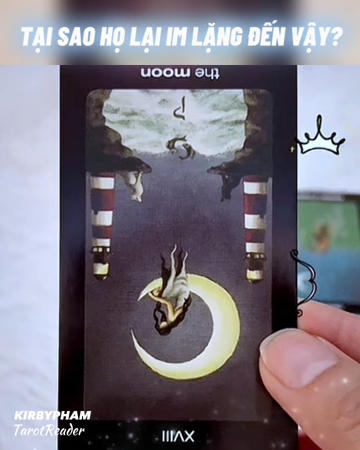 TẠI SAO HỌ LẠI IM LẶNG ĐẾN VẬY?
the moon
XVIII
KIRBYPHAM
TarotReader